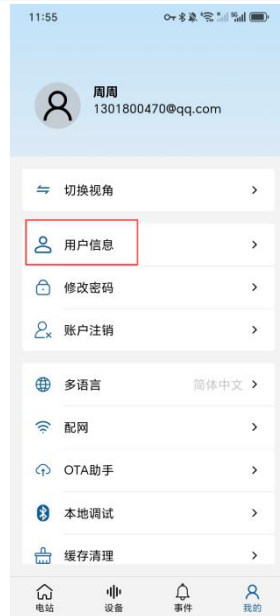 11:55
周周
1301800470@qq.com
切换视角
用户信息
修改密码
账户注销
多语言 简体中文
配网
OTA助手
本地调试
缓存清理
电站 设备 事件 我的